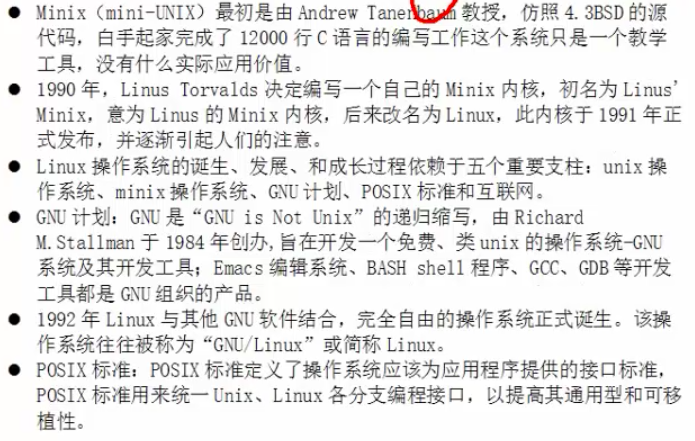 ● Minix（mini-UNIX）最初是由 Andrew Tanenbaum 教授，仿照 4.3BSD 的源
代码，白手起家完成了 12000 行 C 语言的编写工作这个系统只是一个教学
工具，没有什么实际应用价值。
● 1990 年，Linus Torvalds 决定编写一个自己的 Minix 内核，初名为 Linus'
Minix，意为 Linus 的 Minix 内核，后来改名为 Linux，此内核于 1991 年正
式发布，并逐渐引起人们的注意。
● Linux 操作系统的诞生、发展、和成长过程依赖于五个重要支柱：unix 操
作系统、minix 操作系统、GNU 计划、POSIX 标准和互联网。
● GNU 计划：GNU 是“GNU is Not Unix”的递归缩写，由 Richard
M.Stallman 于 1984 年创办,旨在开发一个免费、类 unix 的操作系统-GNU
系统及其开发工具；Emacs 编辑系统、BASH shell 程序、GCC、GDB 等开发
工具都是 GNU 组织的产品。
● 1992 年 Linux 与其他 GNU 软件结合，完全自由的操作系统正式诞生。该操
作系统往往被称为“GNU/Linux”或简称 Linux。
● POSIX 标准：POSIX 标准定义了操作系统应该为应用程序提供的接口标准，
POSIX 标准用来统一 Unix、Linux 各分支编程接口，以提高其通用型和可移
植性。